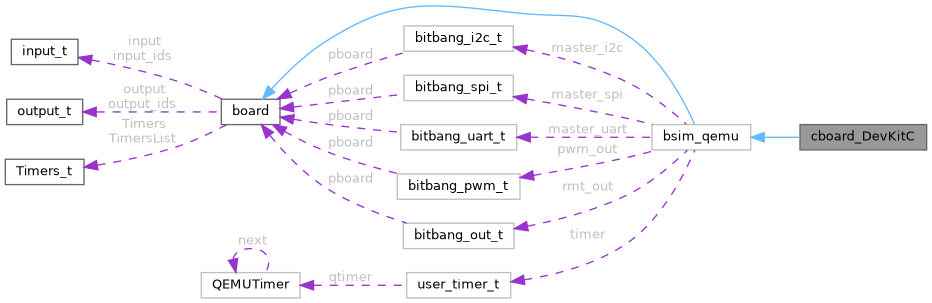 input_t
input
input_ids
output_t
output
output_ids
Timers_t
Timers
TimersList
board
pboard
bitbang_i2c_t
master_i2c
pboard
bitbang_spi_t
master_spi
pboard
bitbang_uart_t
master_uart
pboard
bitbang_pwm_t
pwm_out
pboard
bitbang_out_t
rmt_out
bsim_qemu
cboard_DevKitC
timer
next
QEMUTimer
qtimer
user_timer_t